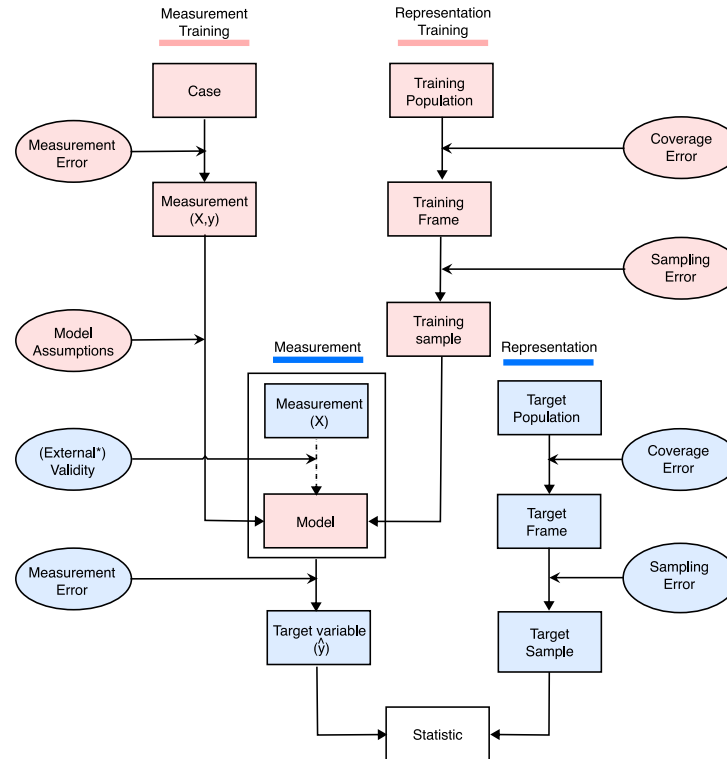 Measurement
Training
Representation
Training
Case
Training
Population
Measurement
Error
Coverage
Error
Measurement
(X,y)
Training
Frame
Sampling
Error
Model
Assumptions
Training
sample
Measurement
Representation
Measurement
(X)
Target
Population
(External*)
Validity
Coverage
Error
Model
Target
Frame
Measurement
Error
Sampling
Error
Target variable
(ŷ)
Target
Sample
Statistic